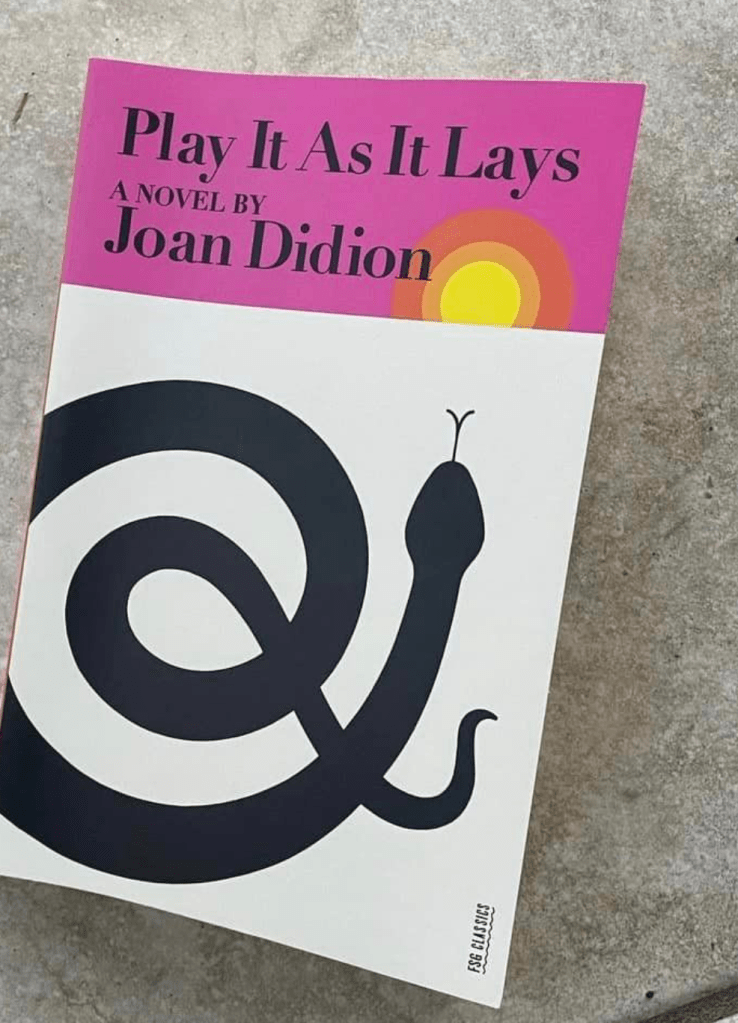 Play It As It Lays
A NOVEL BY
Joan Didion
FSG CLASSICS